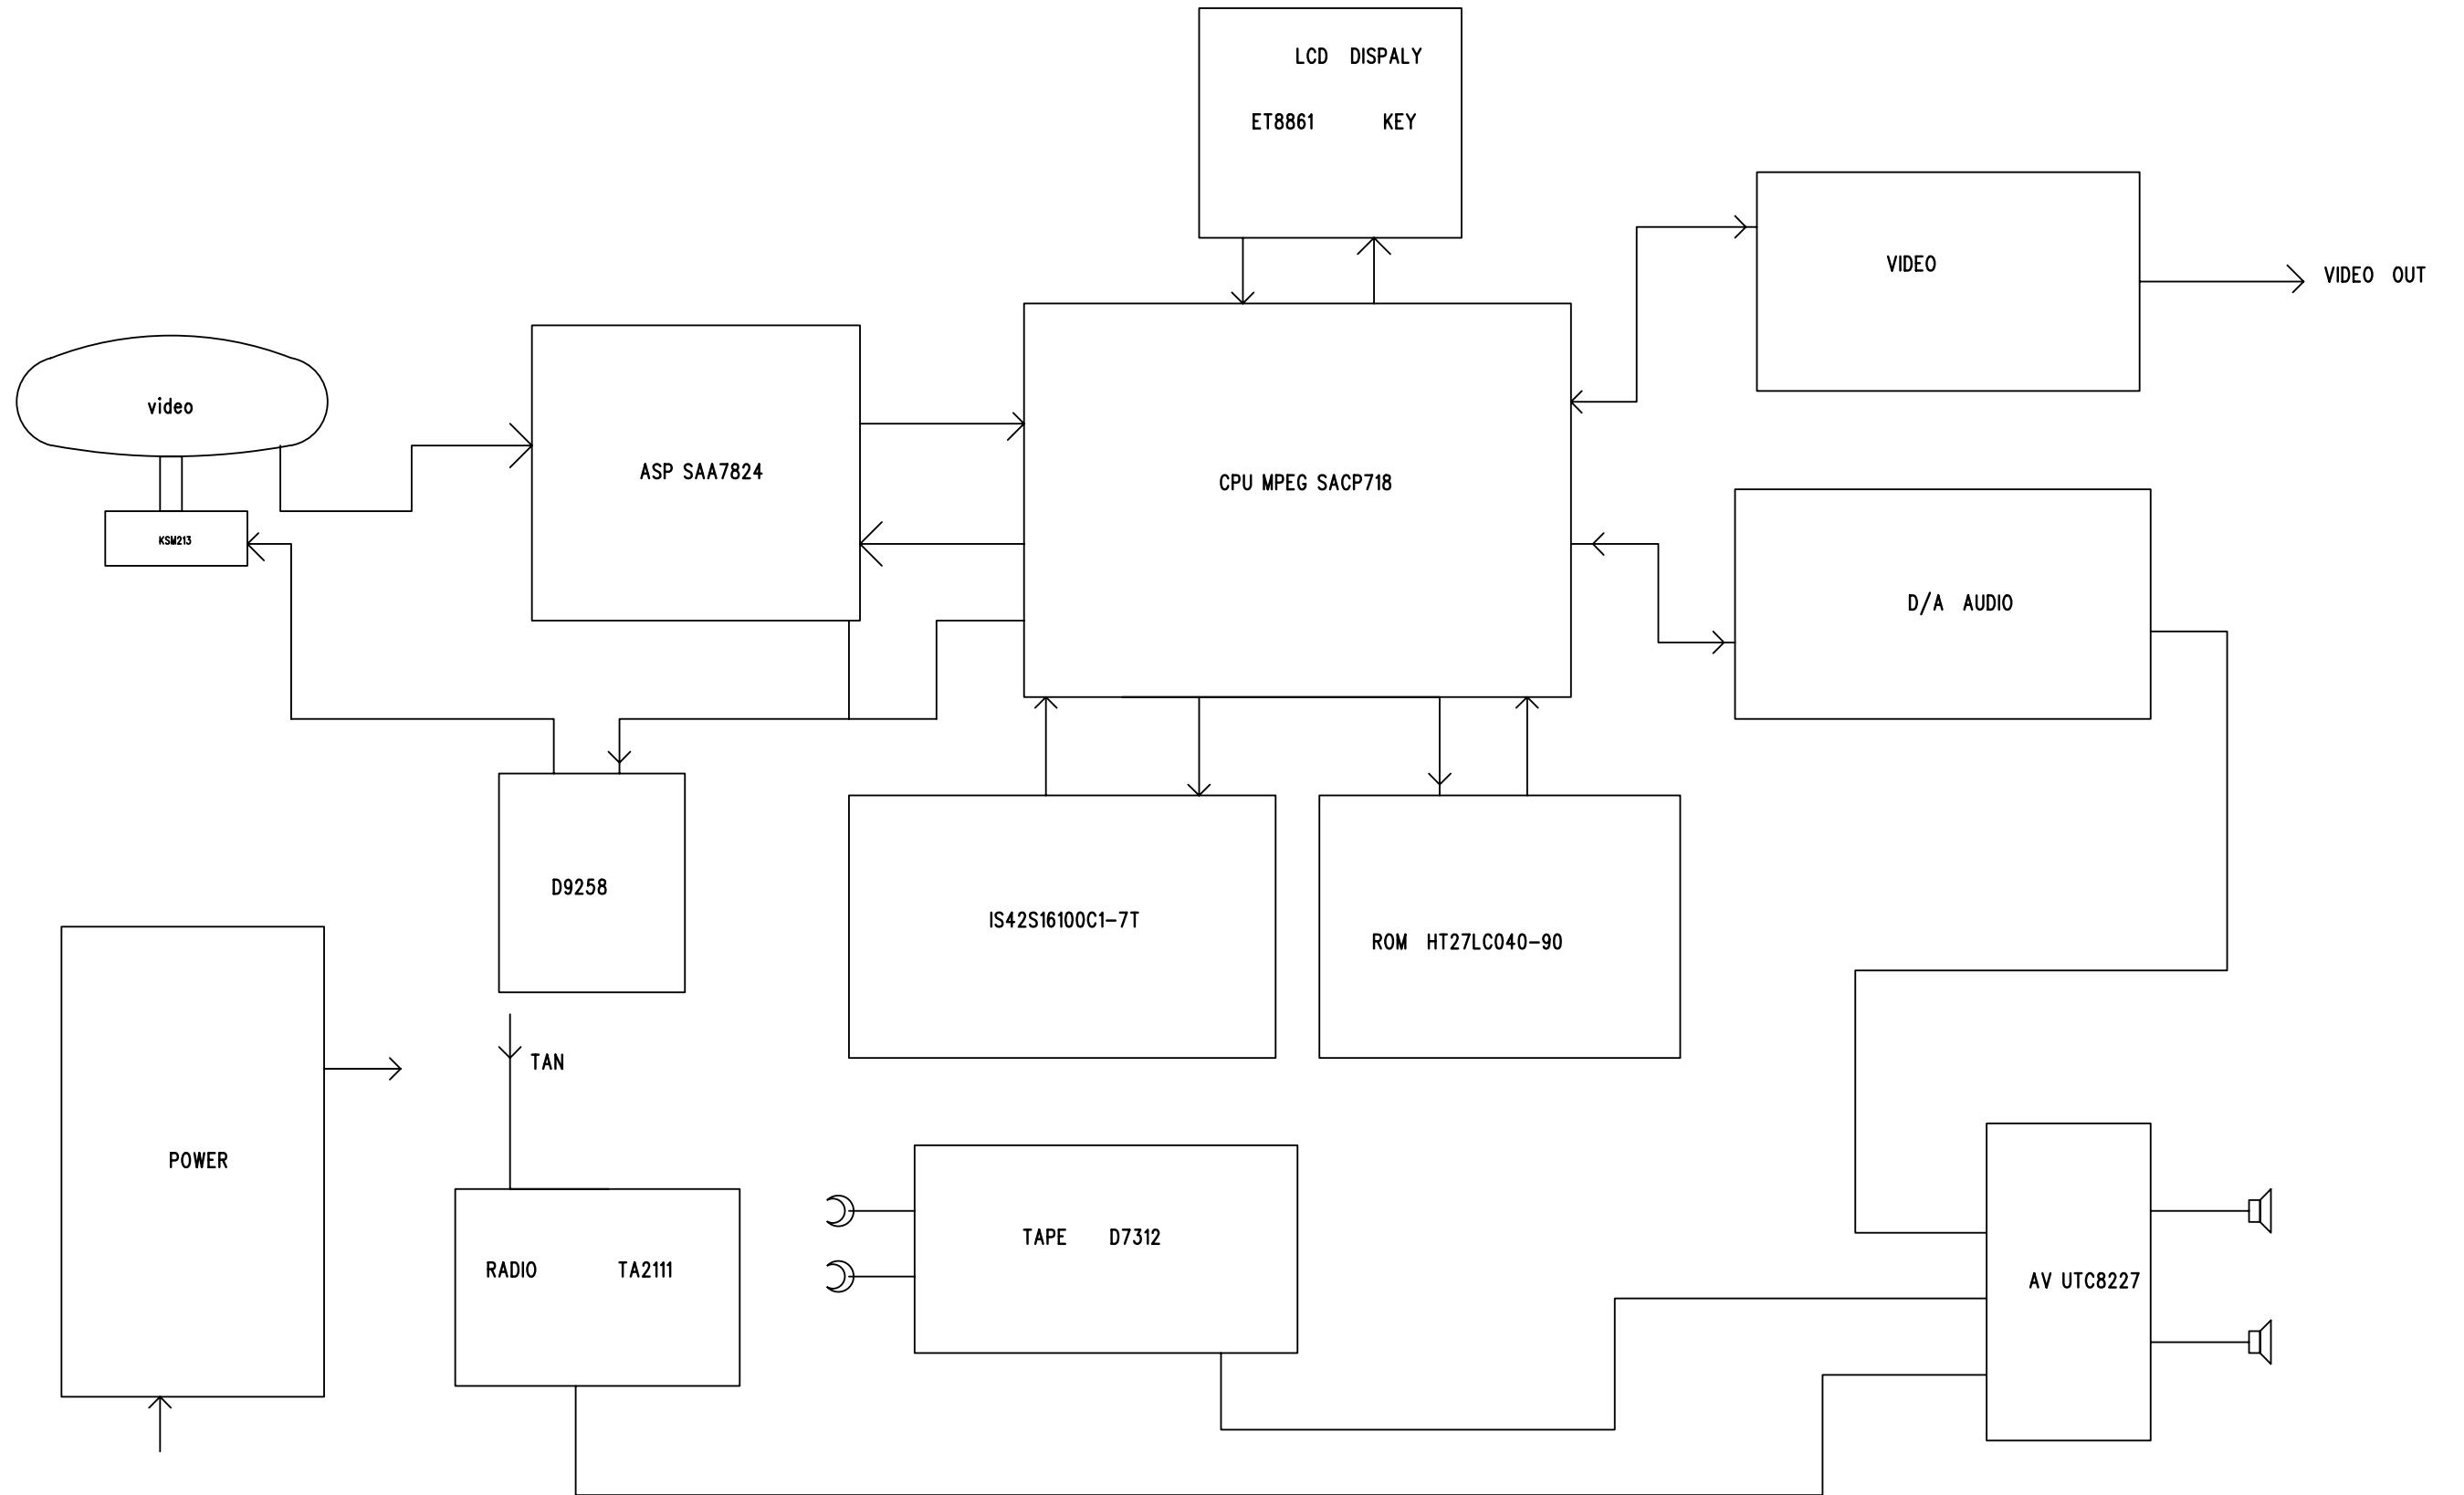 LCD DISPALY
ET8861 KEY
VIDEO
VIDEO OUT
video
ASP SAA7824
CPU MPEG SACP718
KSM213
D/A AUDIO
D9258
IS42S16100C1-7T
ROM HT27LC040-90
TAN
POWER
TAPE D7312
RADIO TA2111
AV UTC8227